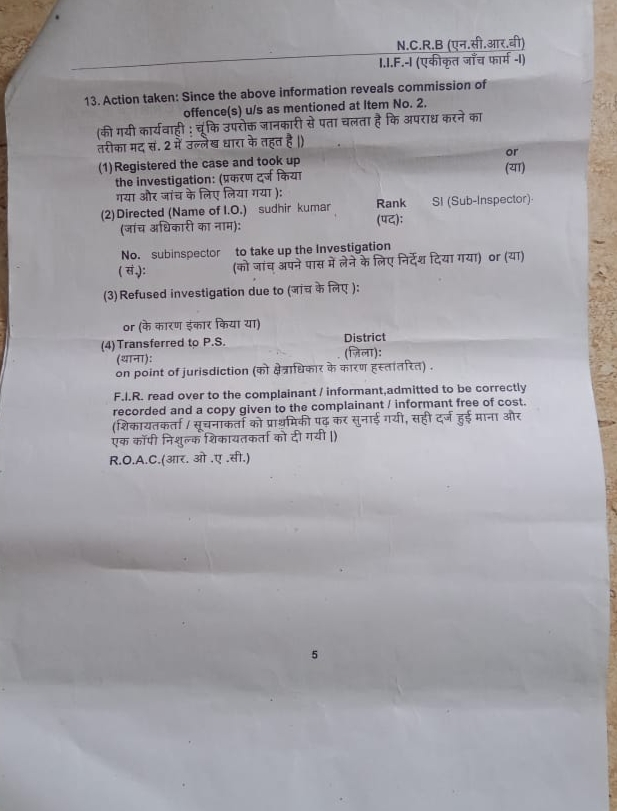 N.C.R.B (एन.सी.आर.बी)
I.I.F.-I (एकीकृत जाँच फार्म -I)
13. Action taken: Since the above information reveals commission of
offence(s) u/s as mentioned at Item No. 2.
(की गयी कार्यवाही : चूंकि उपरोक्त जानकारी से पता चलता है कि अपराध करने का
तरीका मद सं. 2 में उल्लेख धारा के तहत है |)
(1) Registered the case and took up or
the investigation: (प्रकरण दर्ज किया (या)
गया और जांच के लिए लिया गया ):
(2) Directed (Name of I.O.) sudhir kumar Rank SI (Sub-Inspector)
(जांच अधिकारी का नाम): (पद):
No. subinspector to take up the Investigation
( सं.): (को जांच अपने पास में लेने के लिए निर्देश दिया गया) or (या)
(3) Refused investigation due to (जांच के लिए ):
or (के कारण इंकार किया या)
(4) Transferred to P.S. District
(थाना): (ज़िला):
on point of jurisdiction (को क्षेत्राधिकार के कारण हस्तांतरित) .
F.I.R. read over to the complainant / informant,admitted to be correctly
recorded and a copy given to the complainant / informant free of cost.
(शिकायतकर्ता / सूचनाकर्ता को प्राथमिकी पढ़ कर सुनाई गयी, सही दर्ज हुई माना और
एक कॉपी निशुल्क शिकायतकर्ता को दी गयी |)
R.O.A.C.(आर. ओ .ए .सी.)
5